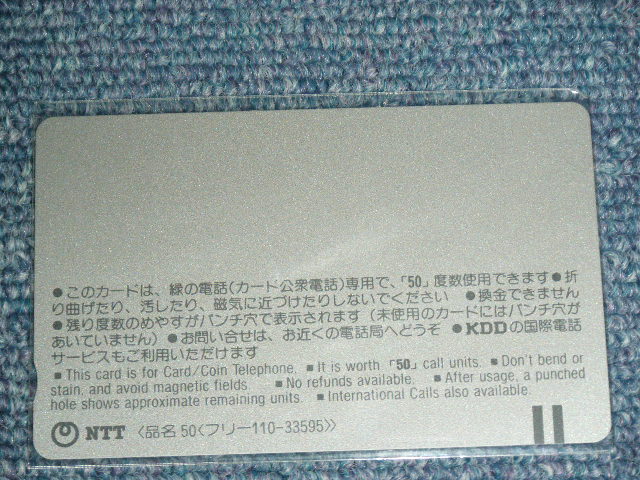 ●このカードは、緑の電話(カード公衆電話)専用で、「50」度数使用できます●折
り曲げたり、汚したり、磁気に近づけたりしないでください ●換金できません
●残り度数のめやすがパンチ穴で表示されます(未使用のカードにはパンチ穴が
あいていません)●お問い合せは、お近くの電話局へどうぞ ●KDDの国際電話
サービスもご利用いただけます
■ This card is for Card/Coin Telephone. ■ It is worth 「50」 call units. ■ Don't bend or
stain, and avoid magnetic fields. ■ No refunds available. ■ After usage, a punched
hole shows approximate remaining units. ■ International Calls also available.
NTT 〈品名 50〈フリー110-33595〉〉